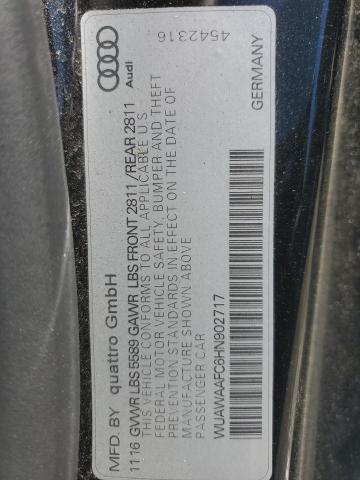 MFD. BY quattro GmbH
Audi
1116 GVWR LBS 5589 GAWR LBS FRONT 2811 /REAR 2811
THIS VEHICLE CONFORMS TO ALL APPLICABLE U.S.
FEDERAL MOTOR VEHICLE SAFETY, BUMPER AND THEFT
PREVENTION STANDARDS IN EFFECT ON THE DATE OF
MANUFACTURE SHOWN ABOVE
PASSENGER CAR
4542316
WUAWAAFC6HN902717
GERMANY